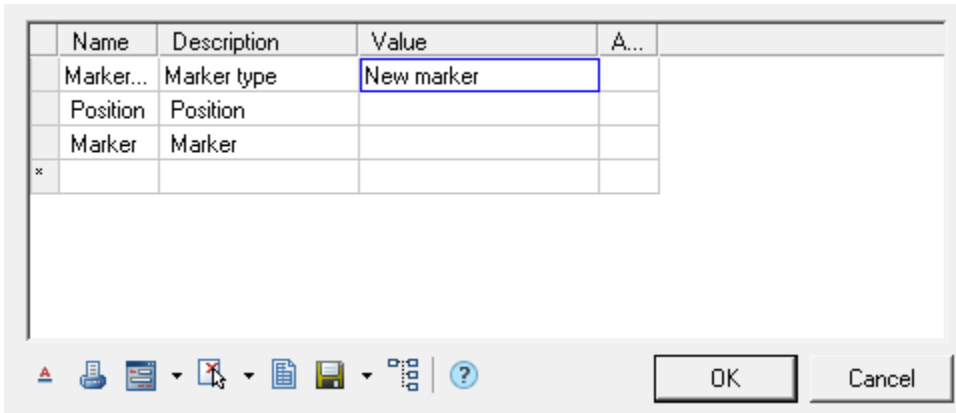 Name Description Value A...
Marker... Marker type New marker
Position Position
Marker Marker
*
A ?
OK Cancel